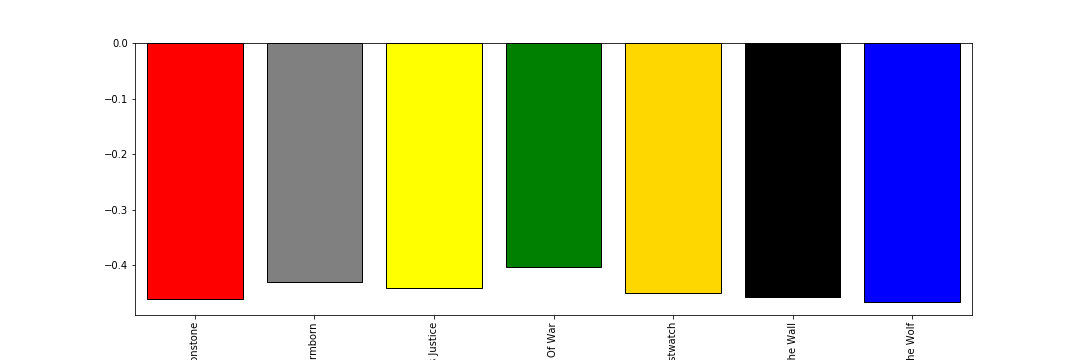 0.0
−0.1
−0.2
−0.3
−0.4
onstone
rmborn
s Justice
Of War
stwatch
he Wall
he Wolf